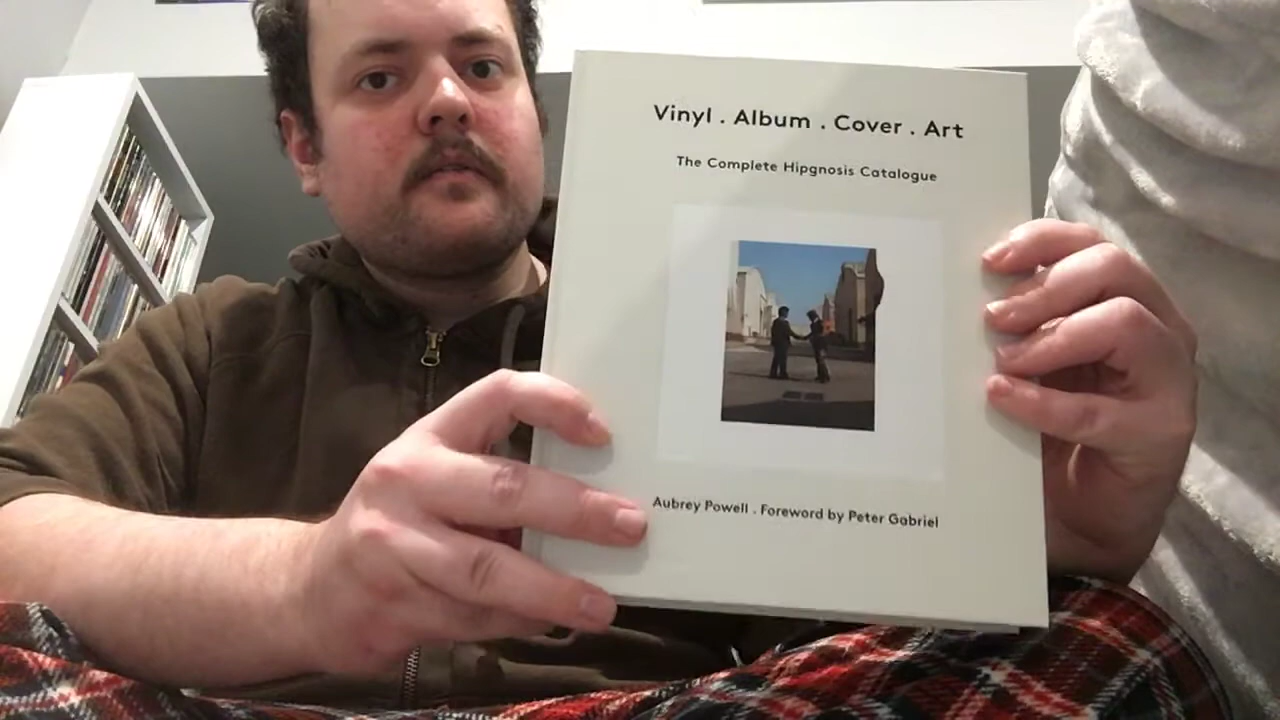 Vinyl . Album . Cover . Art
The Complete Hipgnosis Catalogue
Aubrey Powell . Foreword by Peter Gabriel